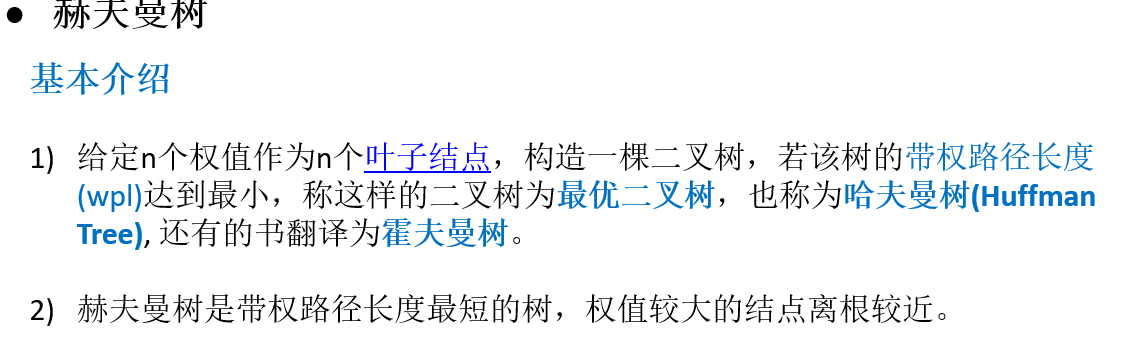 ● 赫夫曼树
基本介绍
1) 给定n个权值作为n个叶子结点，构造一棵二叉树，若该树的带权路径长度
(wpl)达到最小，称这样的二叉树为最优二叉树，也称为哈夫曼树(Huffman
Tree), 还有的书翻译为霍夫曼树。
2) 赫夫曼树是带权路径长度最短的树，权值较大的结点离根较近。